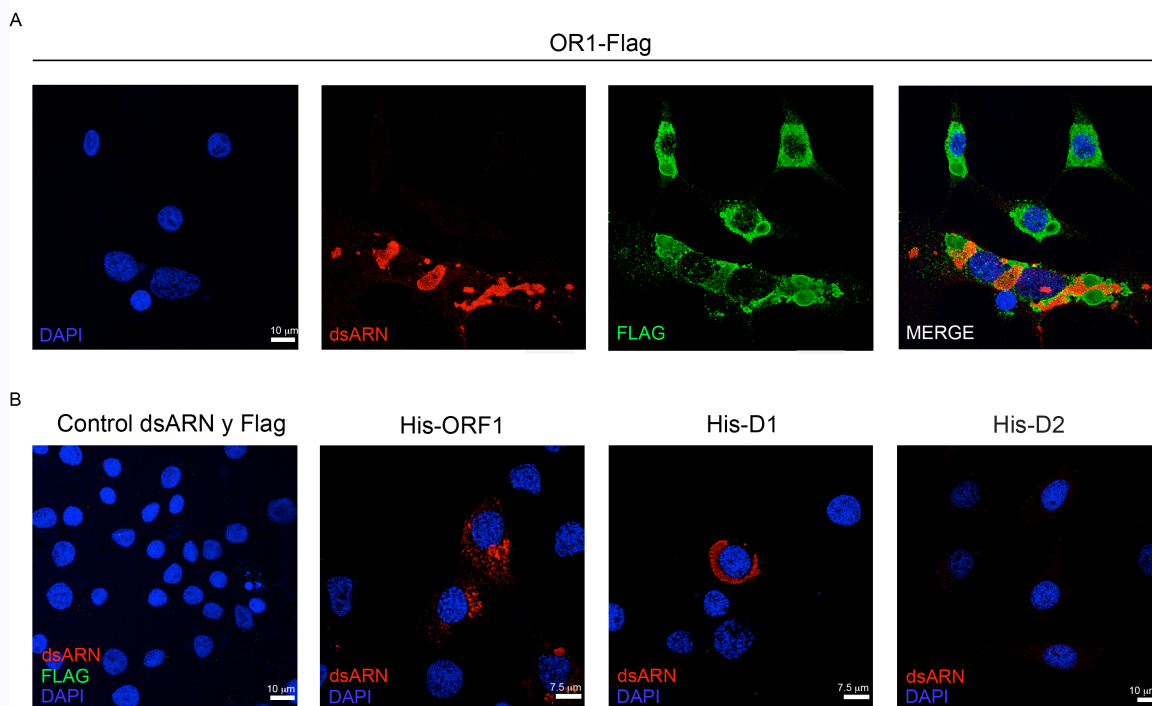 A
OR1-Flag
DAPI
10 µm
dsARN
FLAG
MERGE
B
Control dsARN y Flag
His-ORF1
His-D1
His-D2
dsARN
FLAG
DAPI
10 µm
dsARN
DAPI
7.5 µm
dsARN
DAPI
7.5 µm
dsARN
DAPI
10 µm